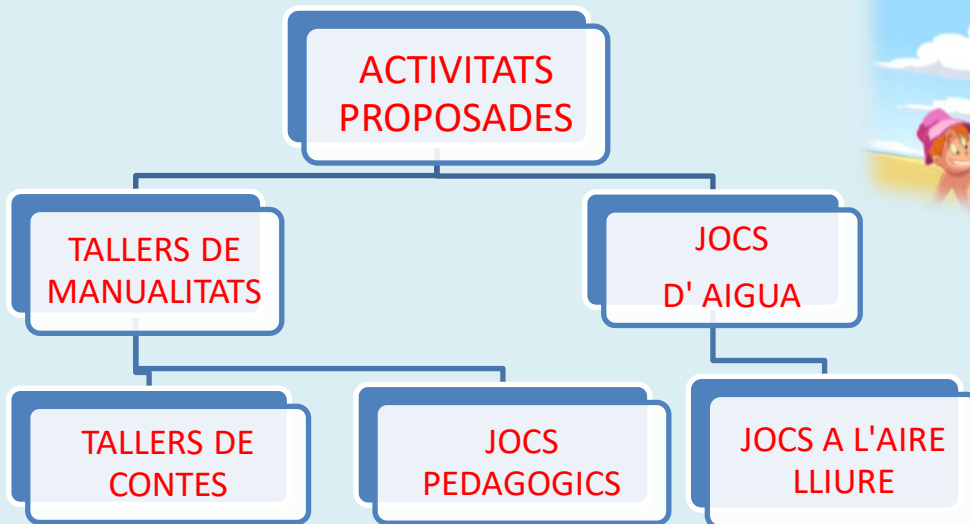 ACTIVITATS
PROPOSADES
TALLERS DE
MANUALITATS
JOCS
D' AIGUA
TALLERS DE
CONTES
JOCS
PEDAGOGICS
JOCS A L'AIRE
LLIURE